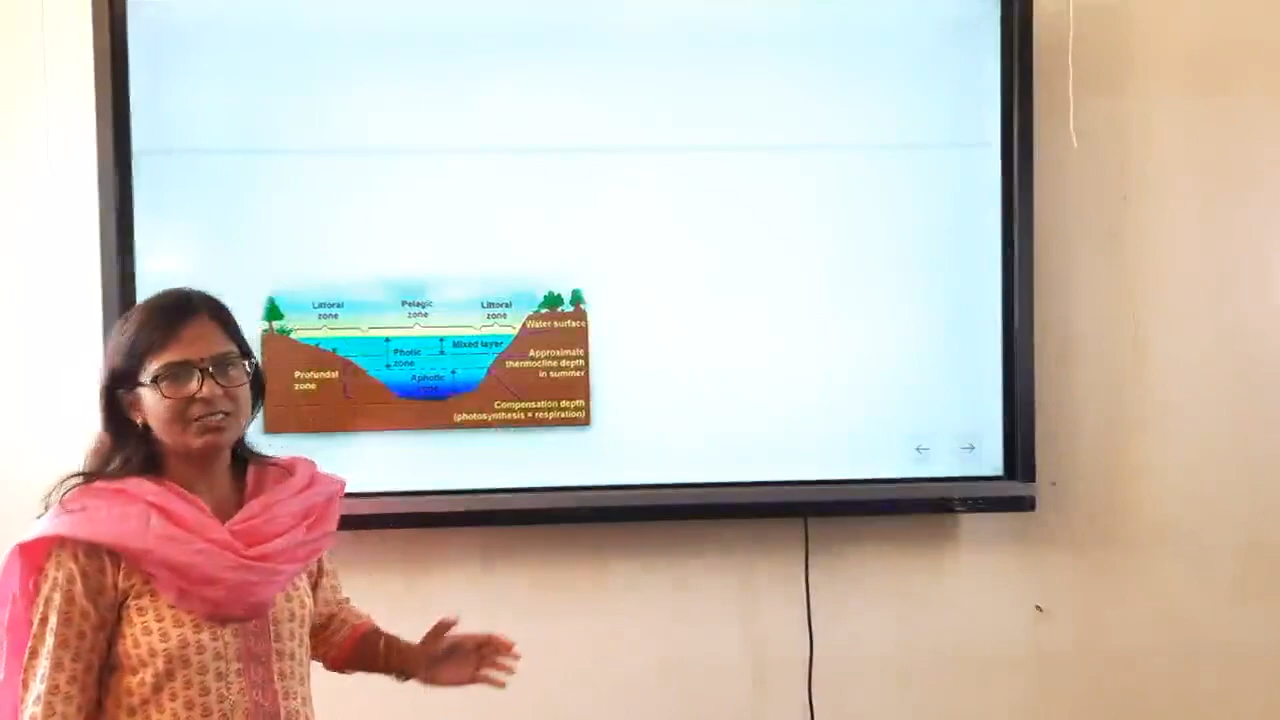 Littoral zone
Pelagic zone
Littoral zone
Water surface
Mixed layer
Photic zone
Approximate
thermocline depth
in summer
Profundal
zone
Aphotic
zone
Compensation depth
(photosynthesis = respiration)